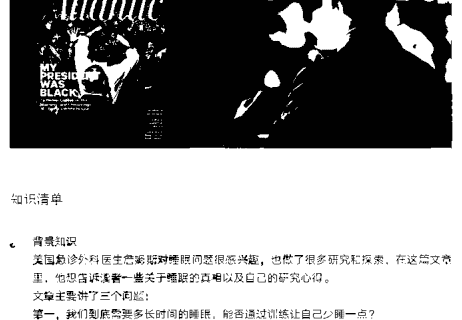 Atlantic
MY
PRESIDENT
WAS
BLACK
知识清单
背景知识
美国急诊外科医生詹姆斯对睡眠问题很感兴趣，也做了很多研究和探索，在这篇文章
里，他想告诉读者一些关于睡眠的真相以及自己的研究心得。
文章主要讲了三个问题：
第一，我们到底需要多长时间的睡眠，能否通过训练让自己少睡一点？